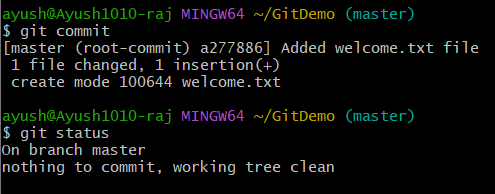 ayush@Ayush1010-raj MINGW64 ~/GitDemo (master)
$ git commit
[master (root-commit) a277886] Added welcome.txt file
 1 file changed, 1 insertion(+)
 create mode 100644 welcome.txt
ayush@Ayush1010-raj MINGW64 ~/GitDemo (master)
$ git status
On branch master
nothing to commit, working tree clean